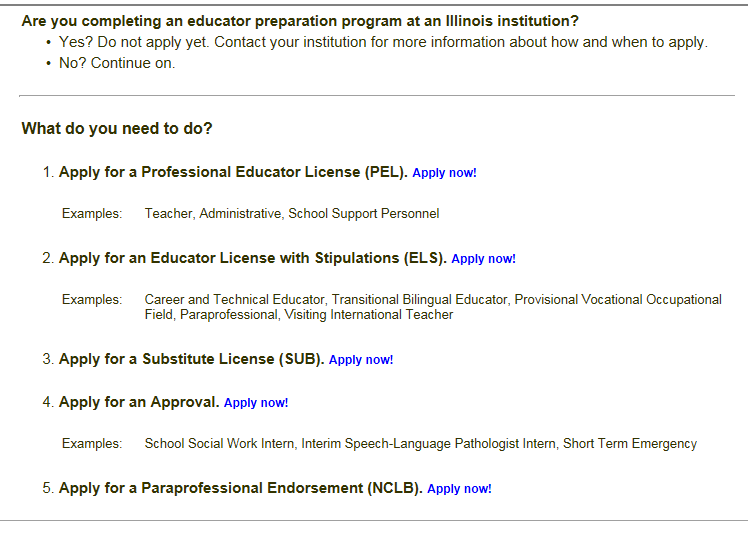 Are you completing an educator preparation program at an Illinois institution?
• Yes? Do not apply yet. Contact your institution for more information about how and when to apply.
• No? Continue on.
What do you need to do?
1. Apply for a Professional Educator License (PEL). Apply now!
Examples: Teacher, Administrative, School Support Personnel
2. Apply for an Educator License with Stipulations (ELS). Apply now!
Examples: Career and Technical Educator, Transitional Bilingual Educator, Provisional Vocational Occupational
Field, Paraprofessional, Visiting International Teacher
3. Apply for a Substitute License (SUB). Apply now!
4. Apply for an Approval. Apply now!
Examples: School Social Work Intern, Interim Speech-Language Pathologist Intern, Short Term Emergency
5. Apply for a Paraprofessional Endorsement (NCLB). Apply now!